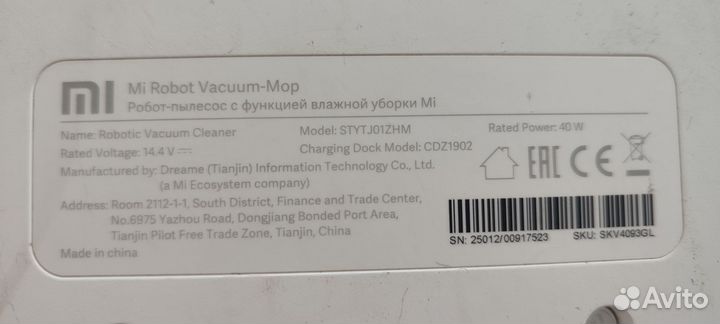 mi Mi Robot Vacuum-Mop
Робот-пылесос с функцией влажной уборки Mi
Name: Robotic Vacuum Cleaner Model: STYTJ01ZHM Rated Power: 40 W
Rated Voltage: 14.4 V Charging Dock Model: CDZ1902
Manufactured by: Dreame (Tianjin) Information Technology Co., Ltd.
(a Mi Ecosystem company)
EAC CE
Address: Room 2112-1-1, South District, Finance and Trade Center,
No.6975 Yazhou Road, Dongjiang Bonded Port Area,
Tianjin Pilot Free Trade Zone, Tianjin, China
SN: 25012/00917523 SKU: SKV4093GL
Made in china
Avito